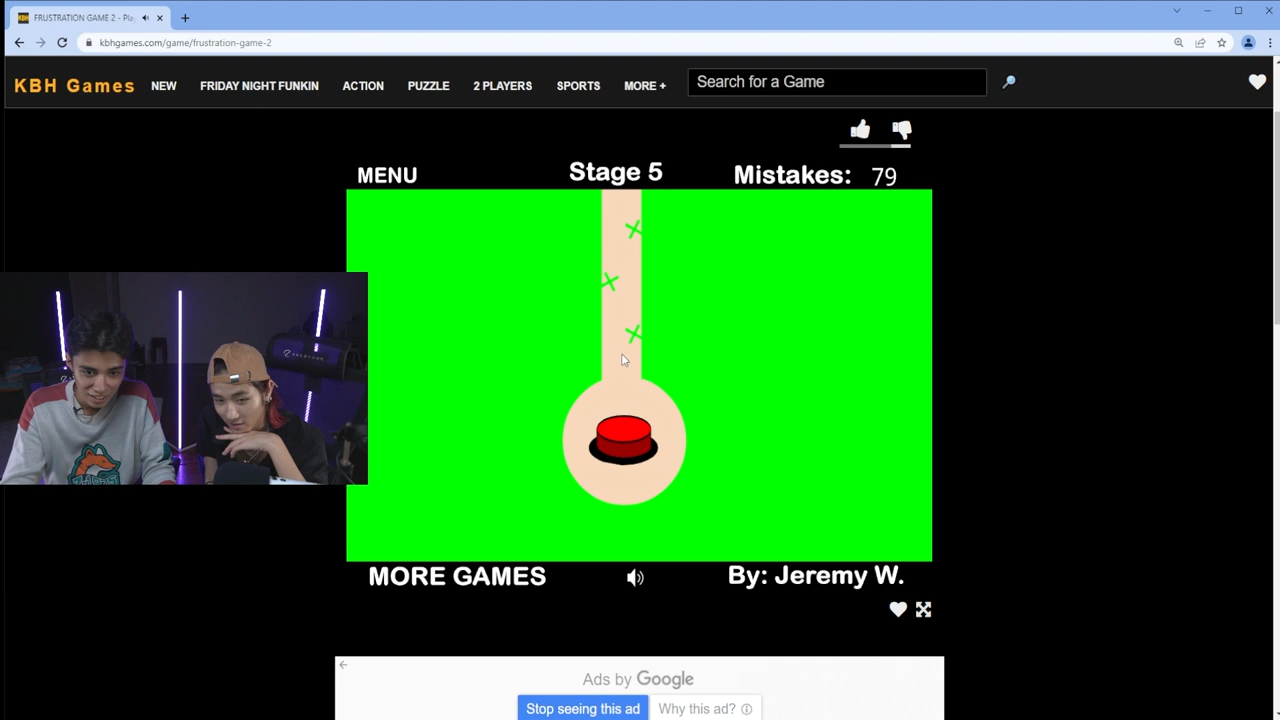 FRUSTRATION GAME 2 - Pla
kbhgames.com/game/frustration-game-2
KBH Games NEW FRIDAY NIGHT FUNKIN ACTION PUZZLE 2 PLAYERS SPORTS MORE + Search for a Game
MENU Stage 5 Mistakes: 79
MORE GAMES By: Jeremy W.
Ads by Google
Stop seeing this ad Why this ad?